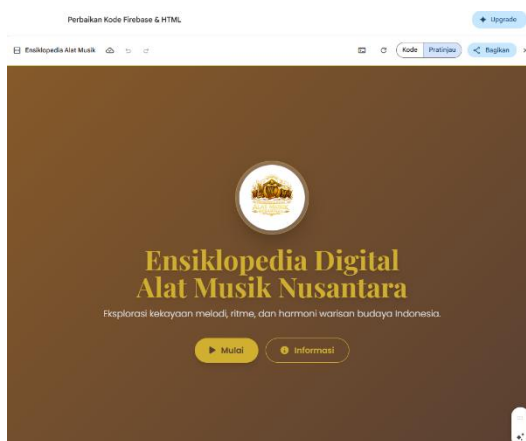 Perbaikan Kode Firebase & HTML
Upgrade
Ensiklopedia Alat Musik
Kode
Pratinjau
Bagikan
Ensiklopedia Digital
Alat Musik Nusantara
Eksplorasi kekayaan melodi, ritme, dan harmoni warisan budaya Indonesia.
Mulai
Informasi